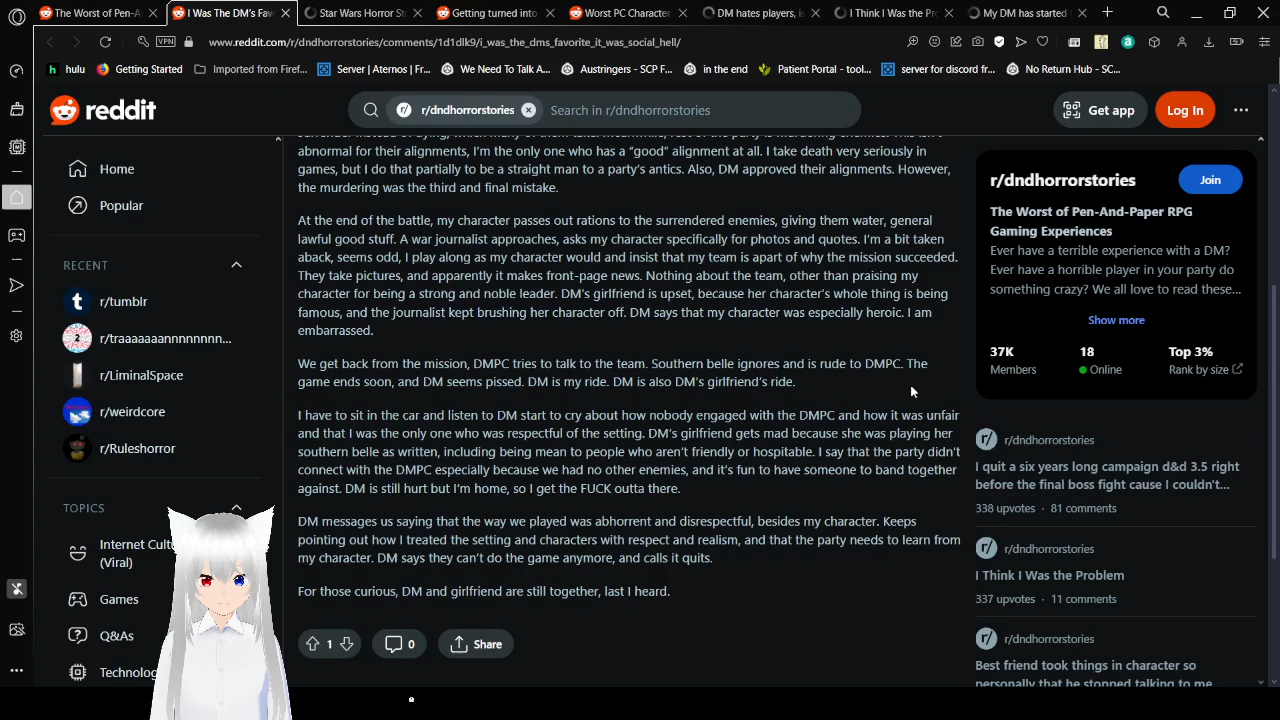 The Worst of Pen-A
I Was The DM's Fav
Star Wars Horror St
Getting turned into
Worst PC Character
DM hates players, is
I Think I Was the Pr
My DM has started
VPN
www.reddit.com/r/dndhorrorstories/comments/1d1dlk9/i_was_the_dms_favorite_it_was_social_hell/
hulu
Getting Started
Imported from Firef...
Server | Aternos | Fr...
We Need To Talk A...
Austringers - SCP F...
in the end
Patient Portal - tool...
server for discord fr...
No Return Hub - SC...
reddit
r/dndhorrorstories
Search in r/dndhorrorstories
Get app
Log In
Home
Popular
RECENT
r/tumblr
r/traaaaaaannnnnnnn...
r/LiminalSpace
r/weirdcore
r/Ruleshorror
TOPICS
Internet Cult
(Viral)
Games
Q&As
Technolog
abnormal for their alignments, I'm the only one who has a "good" alignment at all. I take death very seriously in
games, but I do that partially to be a straight man to a party's antics. Also, DM approved their alignments. However,
the murdering was the third and final mistake.
At the end of the battle, my character passes out rations to the surrendered enemies, giving them water, general
lawful good stuff. A war journalist approaches, asks my character specifically for photos and quotes. I'm a bit taken
aback, seems odd, I play along as my character would and insist that my team is apart of why the mission succeeded.
They take pictures, and apparently it makes front-page news. Nothing about the team, other than praising my
character for being a strong and noble leader. DM's girlfriend is upset, because her character's whole thing is being
famous, and the journalist kept brushing her character off. DM says that my character was especially heroic. I am
embarrassed.
We get back from the mission, DMPC tries to talk to the team. Southern belle ignores and is rude to DMPC. The
game ends soon, and DM seems pissed. DM is my ride. DM is also DM's girlfriend's ride.
I have to sit in the car and listen to DM start to cry about how nobody engaged with the DMPC and how it was unfair
and that I was the only one who was respectful of the setting. DM's girlfriend gets mad because she was playing her
southern belle as written, including being mean to people who aren't friendly or hospitable. I say that the party didn't
connect with the DMPC especially because we had no other enemies, and it's fun to have someone to band together
against. DM is still hurt but I'm home, so I get the FUCK outta there.
DM messages us saying that the way we played was abhorrent and disrespectful, besides my character. Keeps
pointing out how I treated the setting and characters with respect and realism, and that the party needs to learn from
my character. DM says they can't do the game anymore, and calls it quits.
For those curious, DM and girlfriend are still together, last I heard.
1
0
Share
r/dndhorrorstories
Join
The Worst of Pen-And-Paper RPG
Gaming Experiences
Ever have a terrible experience with a DM?
Ever have a horrible player in your party do
something crazy? We all love to read these...
Show more
37K
Members
18
Online
Top 3%
Rank by size
r/dndhorrorstories
I quit a six years long campaign d&d 3.5 right
before the final boss fight cause I couldn't...
338 upvotes · 81 comments
r/dndhorrorstories
I Think I Was the Problem
337 upvotes · 11 comments
r/dndhorrorstories
Best friend took things in character so
personally that he stopped talking to me